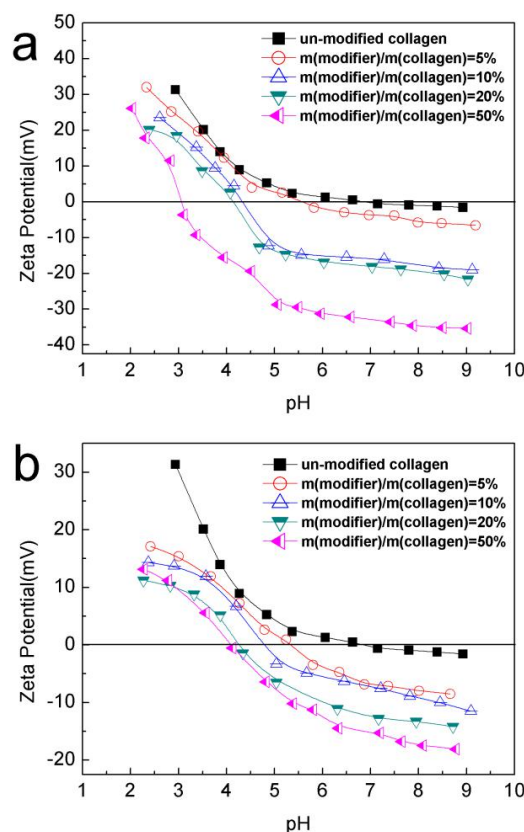 a
50
un-modified collagen
40
m(modifier)/m(collagen)=5%
m(modifier)/m(collagen)=10%
30
m(modifier)/m(collagen)=20%
20
m(modifier)/m(collagen)=50%
10
0
-10
-20
-30
-40
Zeta Potential(mV)
1 2 3 4 5 6 7 8 9 10
pH
b
un-modified collagen
30
m(modifier)/m(collagen)=5%
m(modifier)/m(collagen)=10%
20
m(modifier)/m(collagen)=20%
m(modifier)/m(collagen)=50%
10
0
-10
-20
Zeta Potential(mV)
1 2 3 4 5 6 7 8 9 10
pH